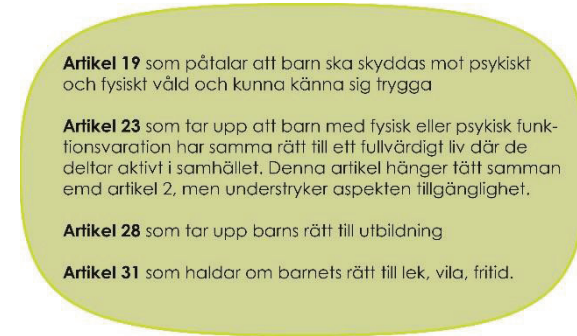 Artikel 19 som påtalar att barn ska skyddas mot psykiskt
och fysiskt våld och kunna känna sig trygga
Artikel 23 som tar upp att barn med fysisk eller psykisk funk-
tionsvaration har samma rätt till ett fullvärdigt liv där de
deltar aktivt i samhället. Denna artikel hänger tätt samman
emd artikel 2, men understryker aspekten tillgänglighet.
Artikel 28 som tar upp barns rätt till utbildning
Artikel 31 som haldar om barnets rätt till lek, vila, fritid.